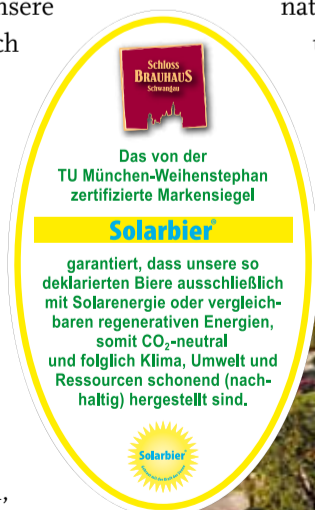 nsere
nat
ch
Schloss
BRAUHAUS
Schwangau
Das von der
TU München-Weihenstephan
zertifizierte Markensiegel
Solarbier®
garantiert, dass unsere so
deklarierten Biere ausschließlich
mit Solarenergie oder vergleich-
baren regenerativen Energien,
somit CO₂-neutral
und folglich Klima, Umwelt und
Ressourcen schonend (nach-
haltig) hergestellt sind.
Solarbier®